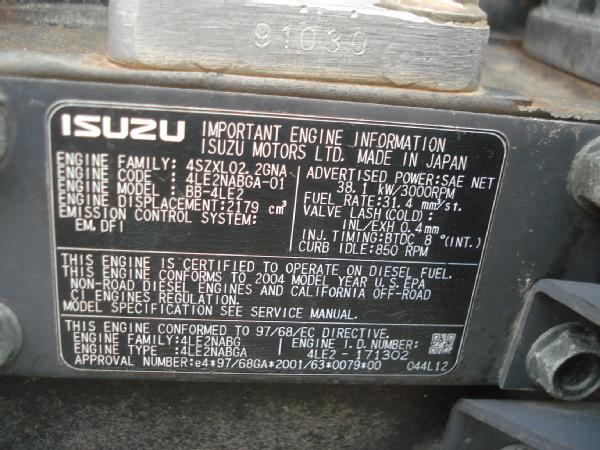 91039
ISUZU IMPORTANT ENGINE INFORMATION
ISUZU MOTORS LTD. MADE IN JAPAN
ENGINE FAMILY: 4SZXL02.2GNA
ENGINE CODE : 4LE2NABGA-01
ENGINE MODEL: BB-4LE2
ENGINE DISPLACEMENT:2179 cm³
EMISSION CONTROL SYSTEM:
EM,DFI
ADVERTISED POWER:SAE NET
38.1 kW/3000RPM
FUEL RATE:31.4 mm³/st.
VALVE LASH(COLD):
INL/EXH 0.4mm
INJ. TIMING:BTDC 8 °(INT.)
CURB IDLE:850 RPM
THIS ENGINE IS CERTIFIED TO OPERATE ON DIESEL FUEL.
THIS ENGINE CONFORMS TO 2004 MODEL YEAR U.S.EPA
NON-ROAD DIESEL ENGINES AND CALIFORNIA OFF-ROAD
CI ENGINES REGULATION.
MODEL SPECIFICATION SEE SERVICE MANUAL.
THIS ENGINE CONFORMED TO 97/68/EC DIRECTIVE.
ENGINE FAMILY:4LE2NABG
ENGINE TYPE :4LE2NABGA
ENGINE I.D.NUMBER:
4LE2 - 171302
APPROVAL NUMBER:e4*97/68GA*2001/63*0079*00
044L12